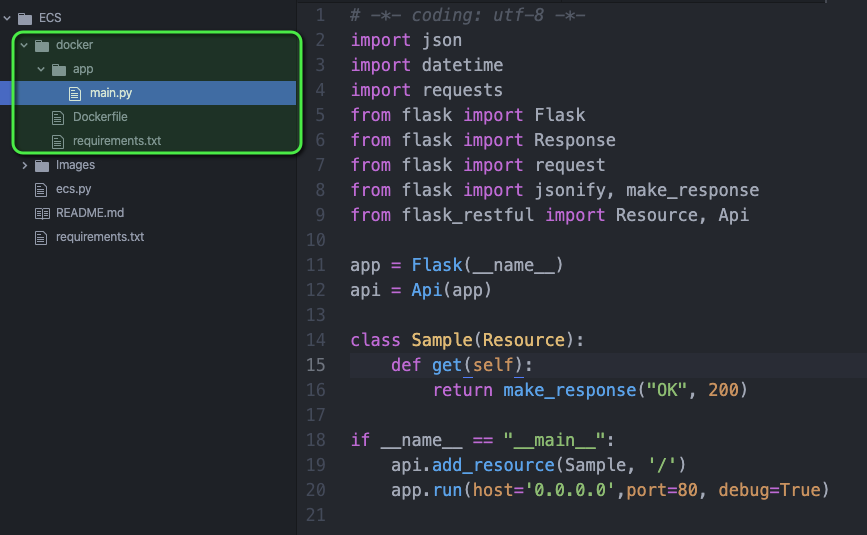 ECS
docker
app
main.py
Dockerfile
requirements.txt
Images
ecs.py
README.md
requirements.txt
1 # -*- coding: utf-8 -*-
2 import json
3 import datetime
4 import requests
5 from flask import Flask
6 from flask import Response
7 from flask import request
8 from flask import jsonify, make_response
9 from flask_restful import Resource, Api
10
11 app = Flask(__name__)
12 api = Api(app)
13
14 class Sample(Resource):
15     def get(self):
16         return make_response("OK", 200)
17
18 if __name__ == "__main__":
19     api.add_resource(Sample, '/')
20     app.run(host='0.0.0.0',port=80, debug=True)
21